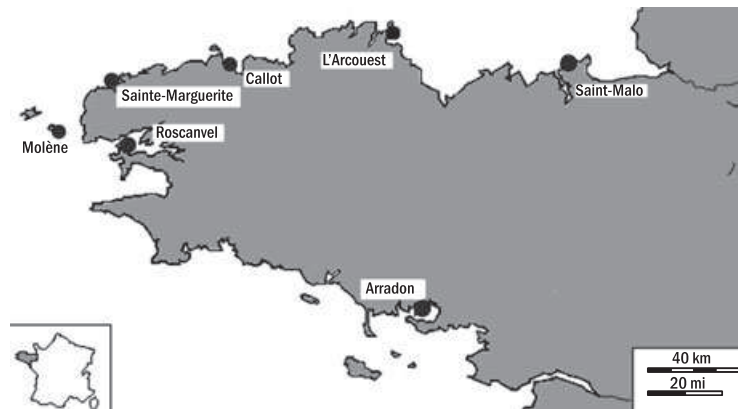 L'Arcouest
Callot
Saint-Malo
Sainte-Marguerite
Roscanvel
Molène
Arradon
40 km
20 mi